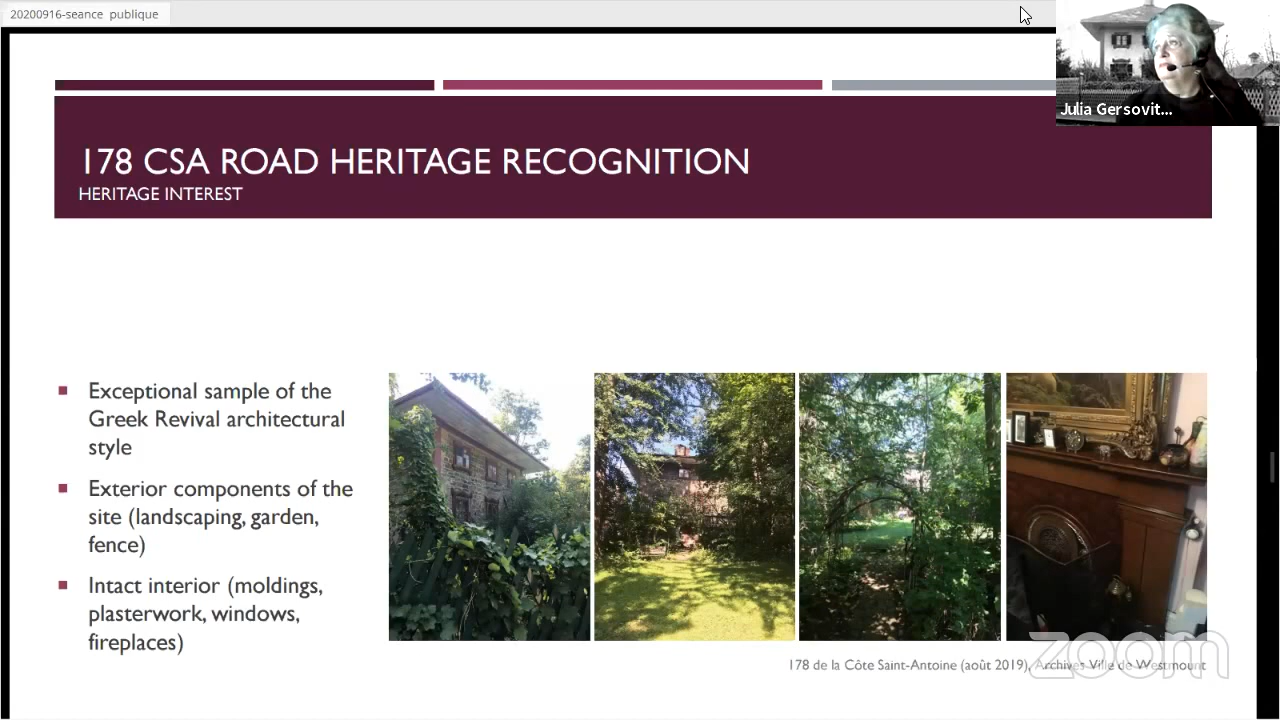 20200916-seance publique
Julia Gersovit...
178 CSA ROAD HERITAGE RECOGNITION
HERITAGE INTEREST
Exceptional sample of the
Greek Revival architectural
style
Exterior components of the
site (landscaping, garden,
fence)
Intact interior (moldings,
plasterwork, windows,
fireplaces)
178 de la Côte Saint-Antoine (août 2019), Archives Ville de Westmount
zoom